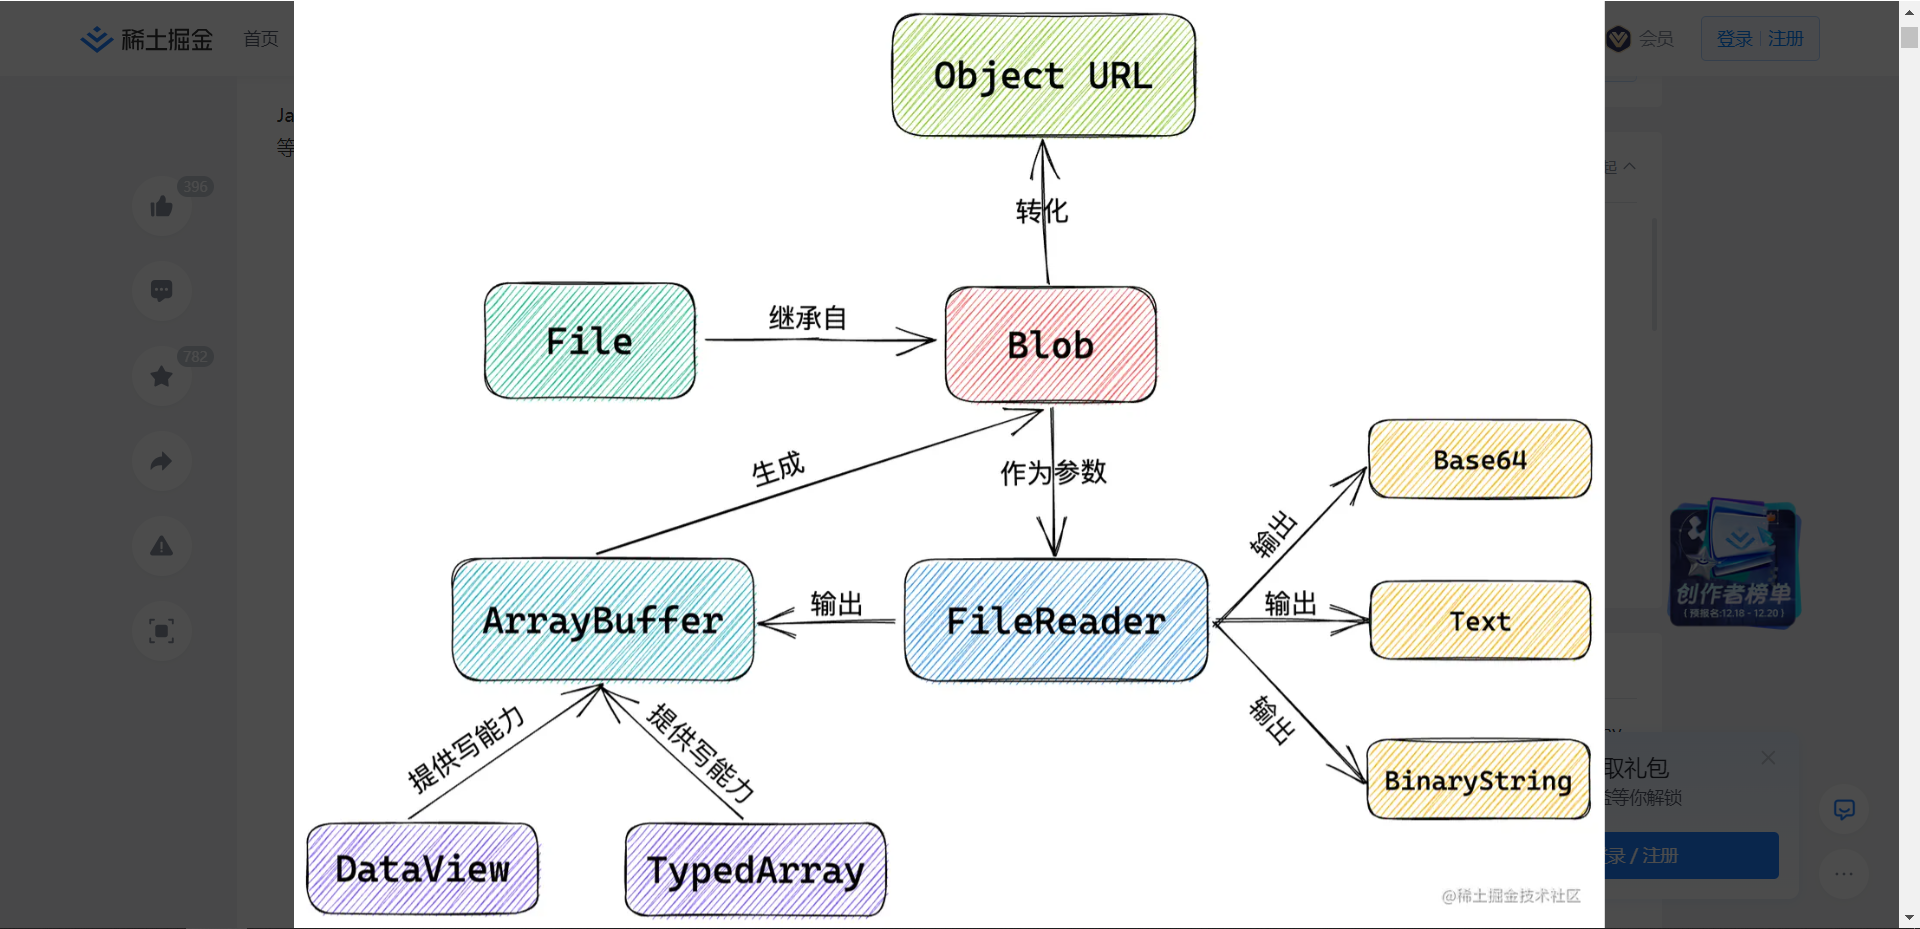 稀土掘金
首页
会员
登录
注册
Ja
等
396
782
起
Object URL
转化
File
继承自
Blob
生成
作为参数
Base64
输出
ArrayBuffer
输出
FileReader
输出
Text
输出
BinaryString
提供写能力
提供写能力
DataView
TypedArray
@稀土掘金技术社区
创作者榜单
(预报名:12.18 - 12.20)
取礼包
等你解锁
录 / 注册